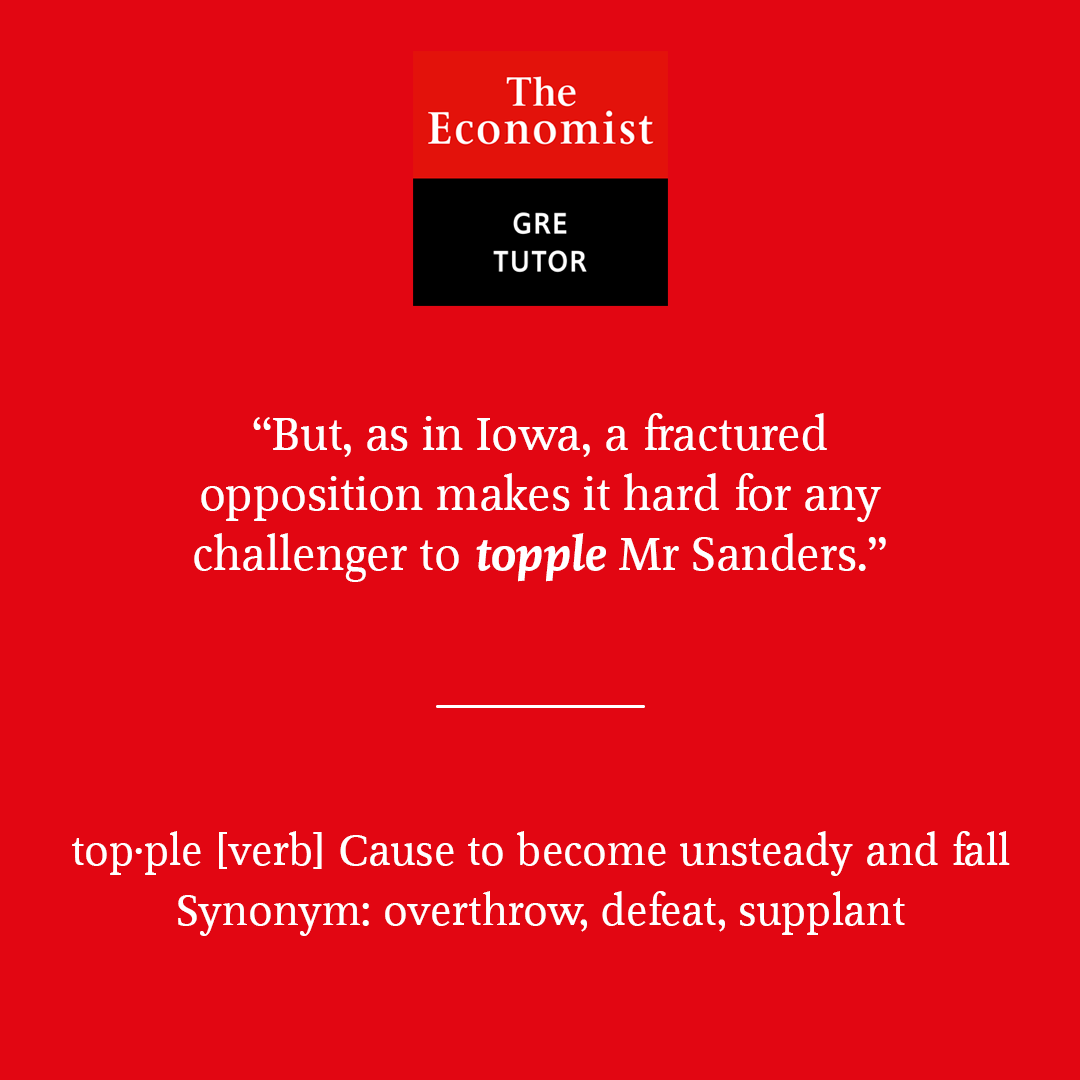 The
Economist
GRE
TUTOR
“But, as in Iowa, a fractured
opposition makes it hard for any
challenger to topple Mr Sanders.”
top·ple [verb] Cause to become unsteady and fall
Synonym: overthrow, defeat, supplant